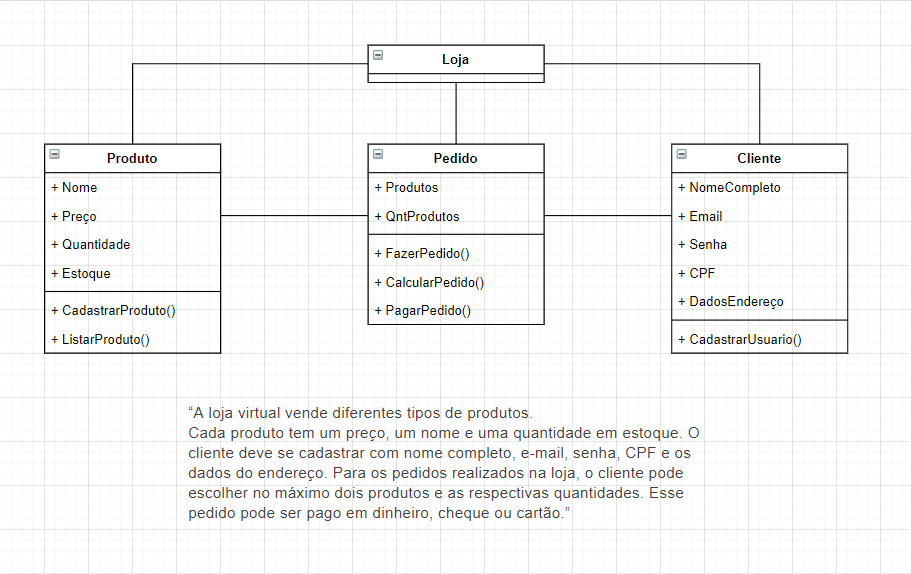 Loja
Produto
+ Nome
+ Preço
+ Quantidade
+ Estoque
+ CadastrarProduto()
+ ListarProduto()
Pedido
+ Produtos
+ QntProdutos
+ FazerPedido()
+ CalcularPedido()
+ PagarPedido()
Cliente
+ NomeCompleto
+ Email
+ Senha
+ CPF
+ DadosEndereço
+ CadastrarUsuario()
“A loja virtual vende diferentes tipos de produtos.
Cada produto tem um preço, um nome e uma quantidade em estoque. O
cliente deve se cadastrar com nome completo, e-mail, senha, CPF e os
dados do endereço. Para os pedidos realizados na loja, o cliente pode
escolher no máximo dois produtos e as respectivas quantidades. Esse
pedido pode ser pago em dinheiro, cheque ou cartão.”